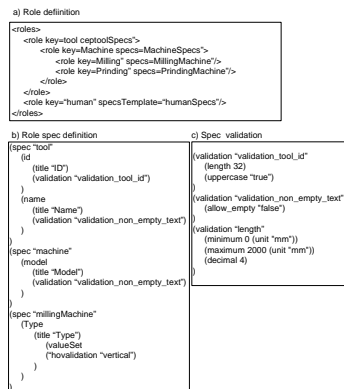 a) Role defiinition
<roles>
<role key=tool ceptoolSpecs">
<role key=Machine specs=MachineSpecs">
<role key=Milling" specs=MillingMachine"/>
<role key=Prinding" specs=PrindingMachine"/>
</role>
</role>
<role key="human" specsTemplate="humanSpecs"/>
</roles>
b) Role spec definition
(spec "tool"
(id
(title "ID")
(validation "validation_tool_id")
)
(name
(title "Name")
(validation "validation_non_empty_text")
)
)
(spec "machine"
(model
(title "Model")
(validation "validation_non_empty_text")
)
)
(spec "millingMachine"
(Type
(title "Type")
(valueSet
("hovalidation "vertical")
)
)
)
c) Spec validation
(validation "validation_tool_id"
(length 32)
(uppercase "true")
)
(validation "validation_non_empty_text"
(allow_empty "false")
)
(validation "length"
(minimum 0 (unit "mm"))
(maximum 2000 (unit "mm"))
(decimal 4)
)